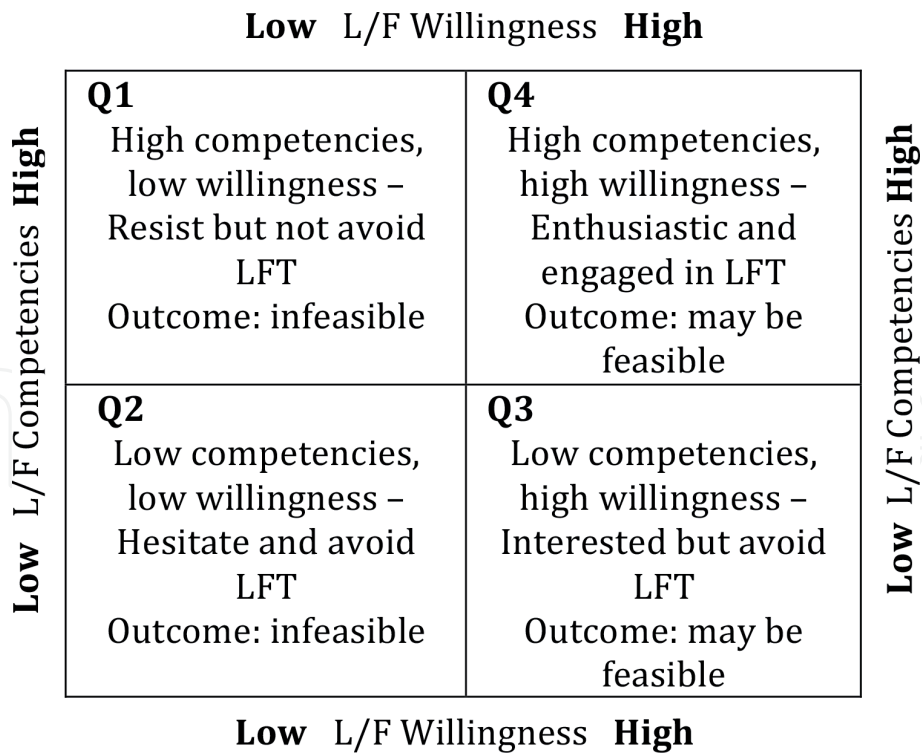 Low L/F Willingness High
Low L/F Competencies High
Q1
High competencies,
low willingness –
Resist but not avoid
LFT
Outcome: infeasible
Q4
High competencies,
high willingness –
Enthusiastic and
engaged in LFT
Outcome: may be
feasible
Q2
Low competencies,
low willingness –
Hesitate and avoid
LFT
Outcome: infeasible
Q3
Low competencies,
high willingness –
Interested but avoid
LFT
Outcome: may be
feasible
Low L/F Competencies High
Low L/F Willingness High